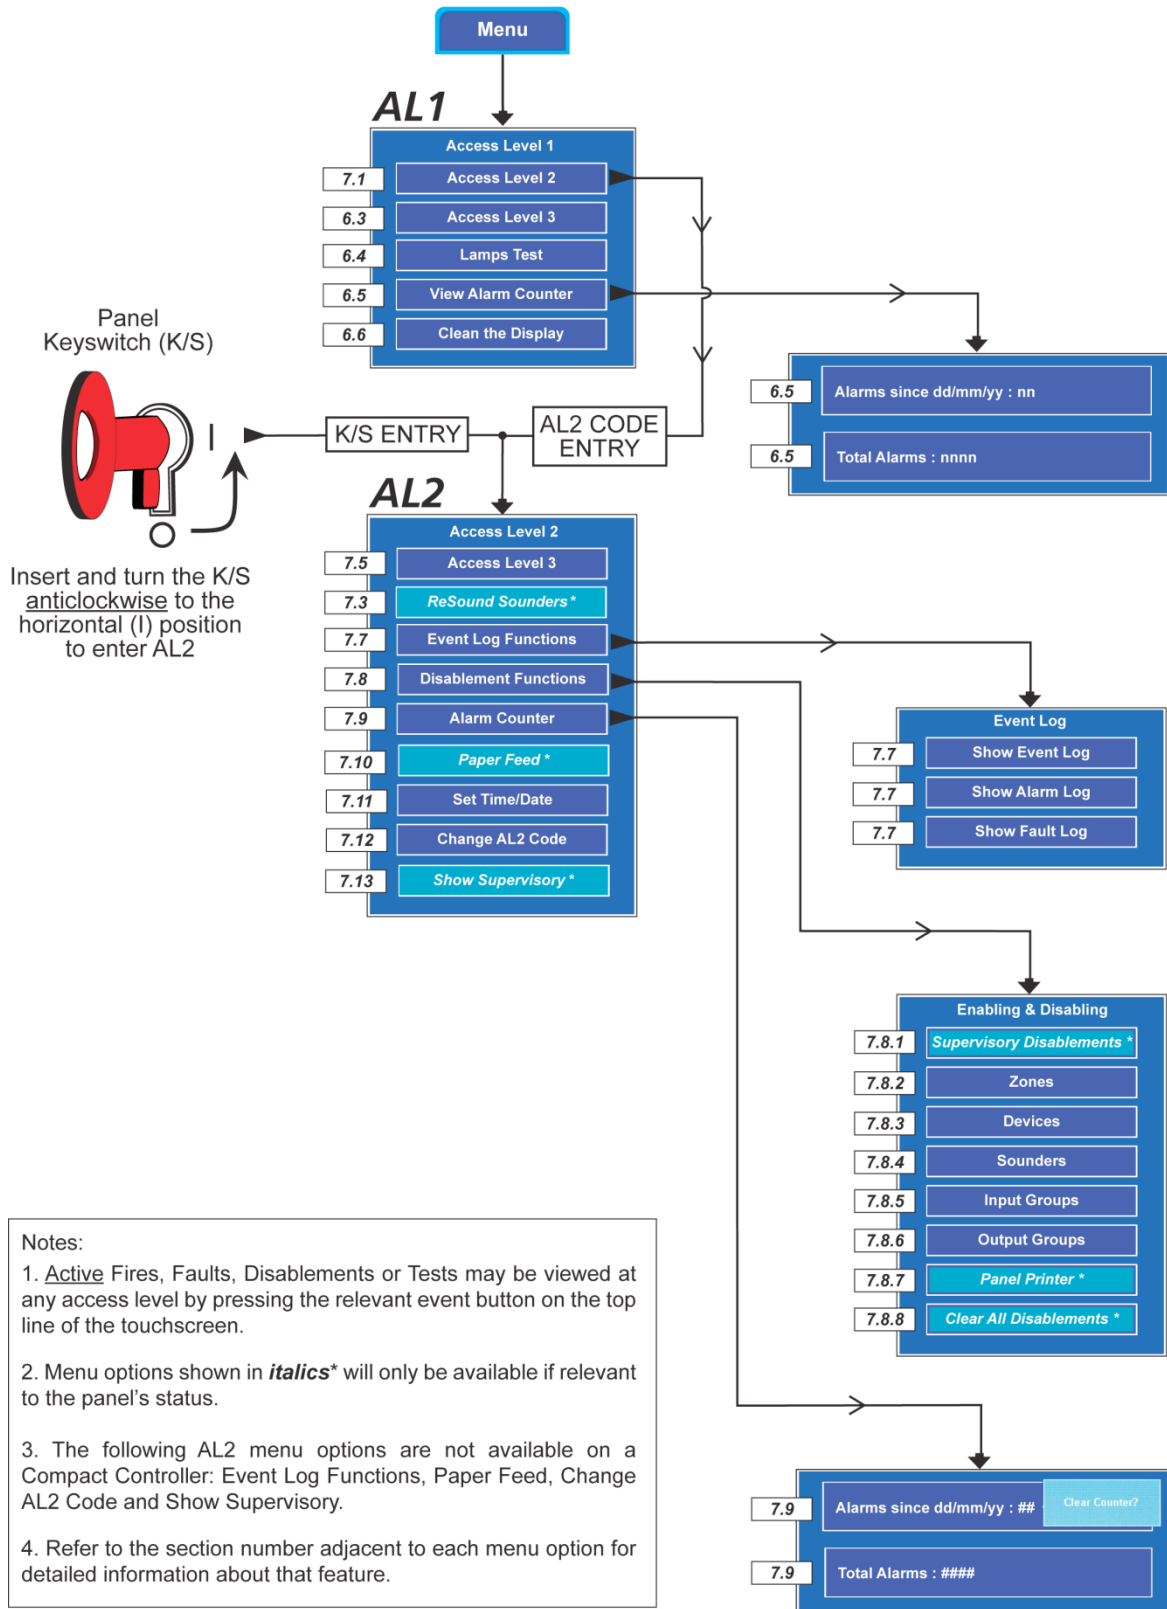 Menu
AL1
Access Level 1
7.1 Access Level 2
6.3 Access Level 3
6.4 Lamps Test
6.5 View Alarm Counter
6.6 Clean the Display
Panel
Keyswitch (K/S)
I
K/S ENTRY
AL2 CODE
ENTRY
6.5 Alarms since dd/mm/yy : nn
6.5 Total Alarms : nnnn
Insert and turn the K/S
anticlockwise to the
horizontal (I) position
to enter AL2
AL2
Access Level 2
7.5 Access Level 3
7.3 ReSound Sounders *
7.7 Event Log Functions
7.8 Disablement Functions
7.9 Alarm Counter
7.10 Paper Feed *
7.11 Set Time/Date
7.12 Change AL2 Code
7.13 Show Supervisory *
Event Log
7.7 Show Event Log
7.7 Show Alarm Log
7.7 Show Fault Log
Enabling & Disabling
7.8.1 Supervisory Disablements *
7.8.2 Zones
7.8.3 Devices
7.8.4 Sounders
7.8.5 Input Groups
7.8.6 Output Groups
7.8.7 Panel Printer *
7.8.8 Clear All Disablements *
7.9 Alarms since dd/mm/yy : ## Clear Counter?
7.9 Total Alarms : ####
Notes:
1. Active Fires, Faults, Disablements or Tests may be viewed at
any access level by pressing the relevant event button on the top
line of the touchscreen.
2. Menu options shown in italics* will only be available if relevant
to the panel's status.
3. The following AL2 menu options are not available on a
Compact Controller: Event Log Functions, Paper Feed, Change
AL2 Code and Show Supervisory.
4. Refer to the section number adjacent to each menu option for
detailed information about that feature.